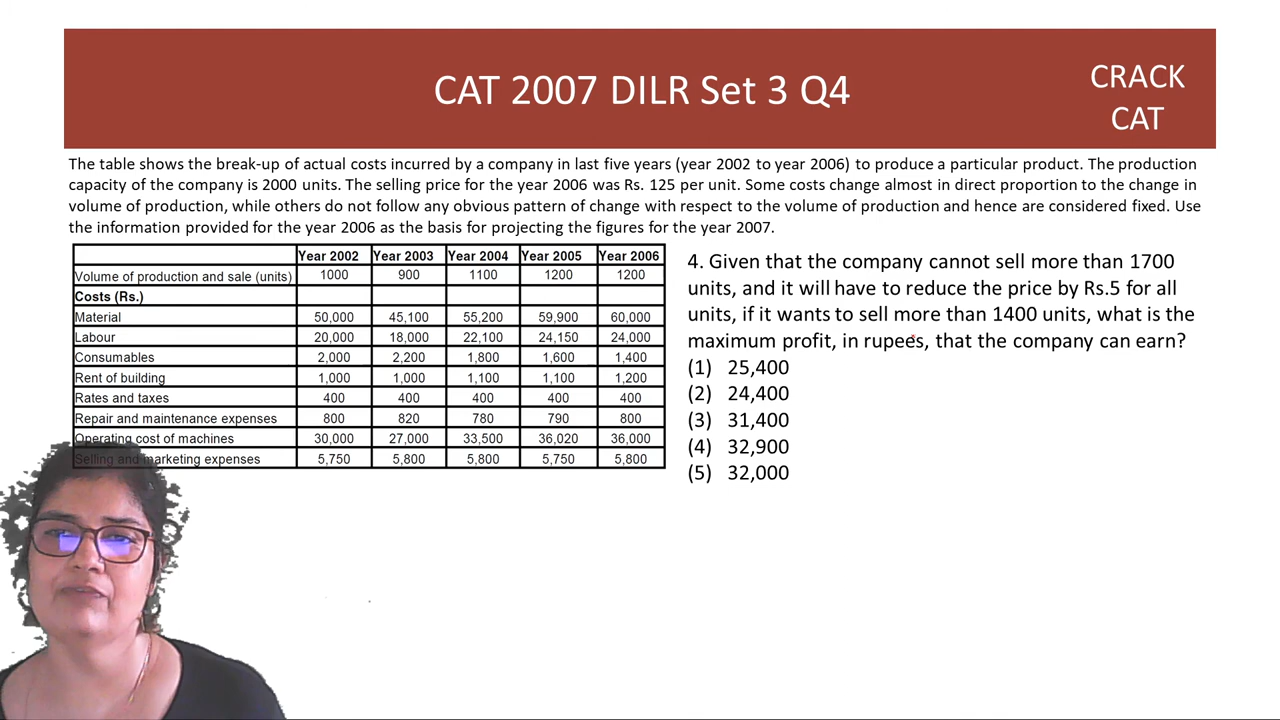 CAT 2007 DILR Set 3 Q4
CRACK
CAT
The table shows the break-up of actual costs incurred by a company in last five years (year 2002 to year 2006) to produce a particular product. The production
capacity of the company is 2000 units. The selling price for the year 2006 was Rs. 125 per unit. Some costs change almost in direct proportion to the change in
volume of production, while others do not follow any obvious pattern of change with respect to the volume of production and hence are considered fixed. Use
the information provided for the year 2006 as the basis for projecting the figures for the year 2007.
Year 2002 Year 2003 Year 2004 Year 2005 Year 2006
Volume of production and sale (units) 1000 900 1100 1200 1200
Costs (Rs.)
Material 50,000 45,100 55,200 59,900 60,000
Labour 20,000 18,000 22,100 24,150 24,000
Consumables 2,000 2,200 1,800 1,600 1,400
Rent of building 1,000 1,000 1,100 1,100 1,200
Rates and taxes 400 400 400 400 400
Repair and maintenance expenses 800 820 780 790 800
Operating cost of machines 30,000 27,000 33,500 36,020 36,000
Selling and marketing expenses 5,750 5,800 5,800 5,750 5,800
4. Given that the company cannot sell more than 1700
units, and it will have to reduce the price by Rs.5 for all
units, if it wants to sell more than 1400 units, what is the
maximum profit, in rupees, that the company can earn?
(1) 25,400
(2) 24,400
(3) 31,400
(4) 32,900
(5) 32,000